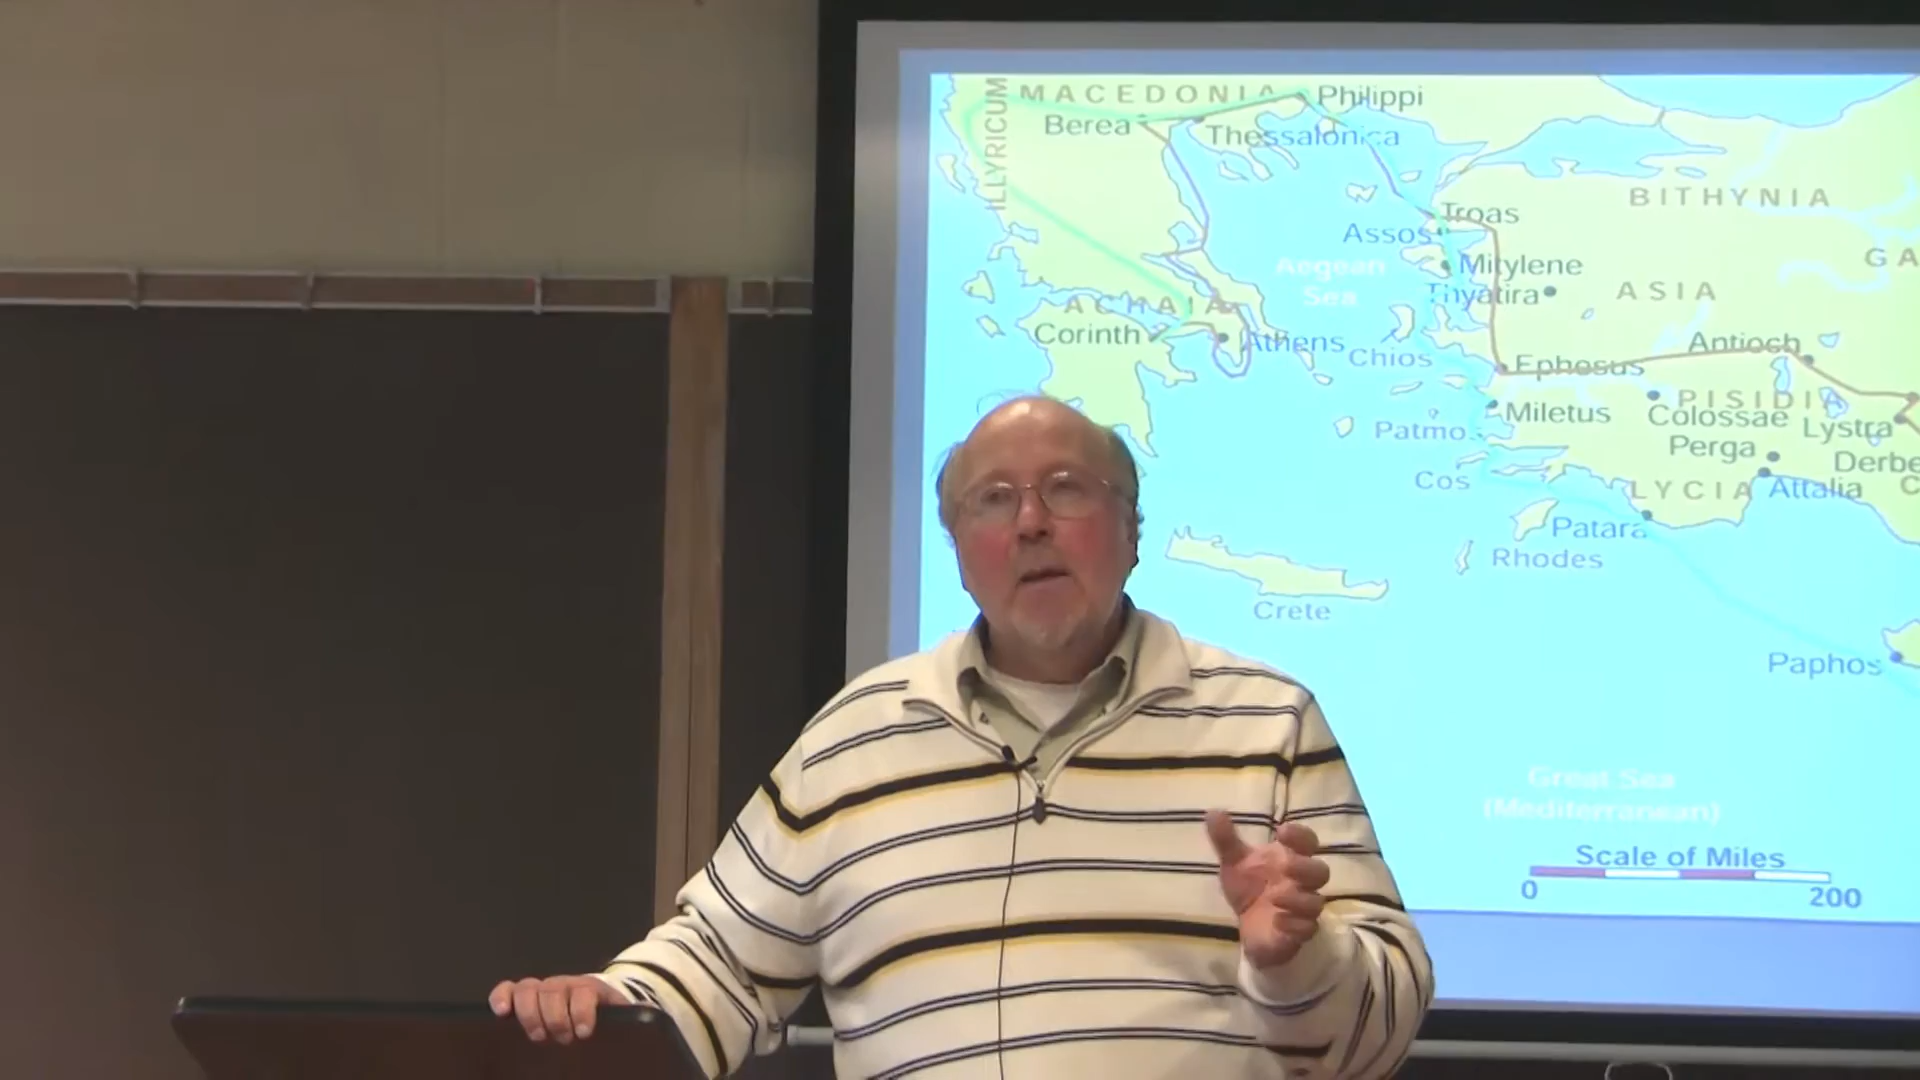 MACEDONIA
Philippi
ILLYRICUM
Berea
Thessalonica
BITHYNIA
Troas
Assos
GA
Aegean
Sea
Mitylene
Thyatira
ASIA
ACHAIA
Corinth
Athens
Chios
Antioch
Ephesus
PISIDIA
Miletus
Colossae
Lystra
Patmo
Perga
Derbe
Cos
LYCIA
Attalia
C
Patara
Rhodes
Crete
Paphos
Great Sea
(Mediterranean)
Scale of Miles
0 200